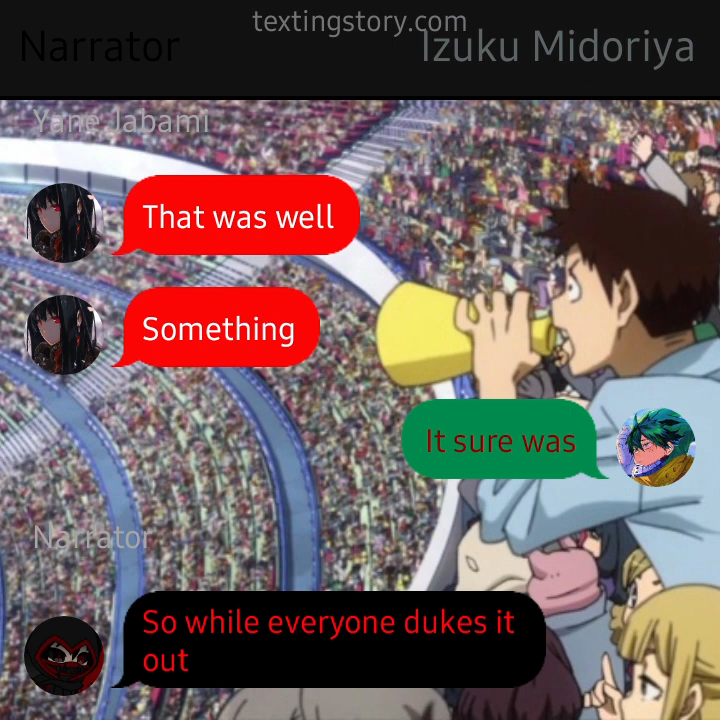 textingstory.com
Narrator
Izuku Midoriya
Yane Jabami
That was well
Something
It sure was
Narrator
So while everyone dukes it
out